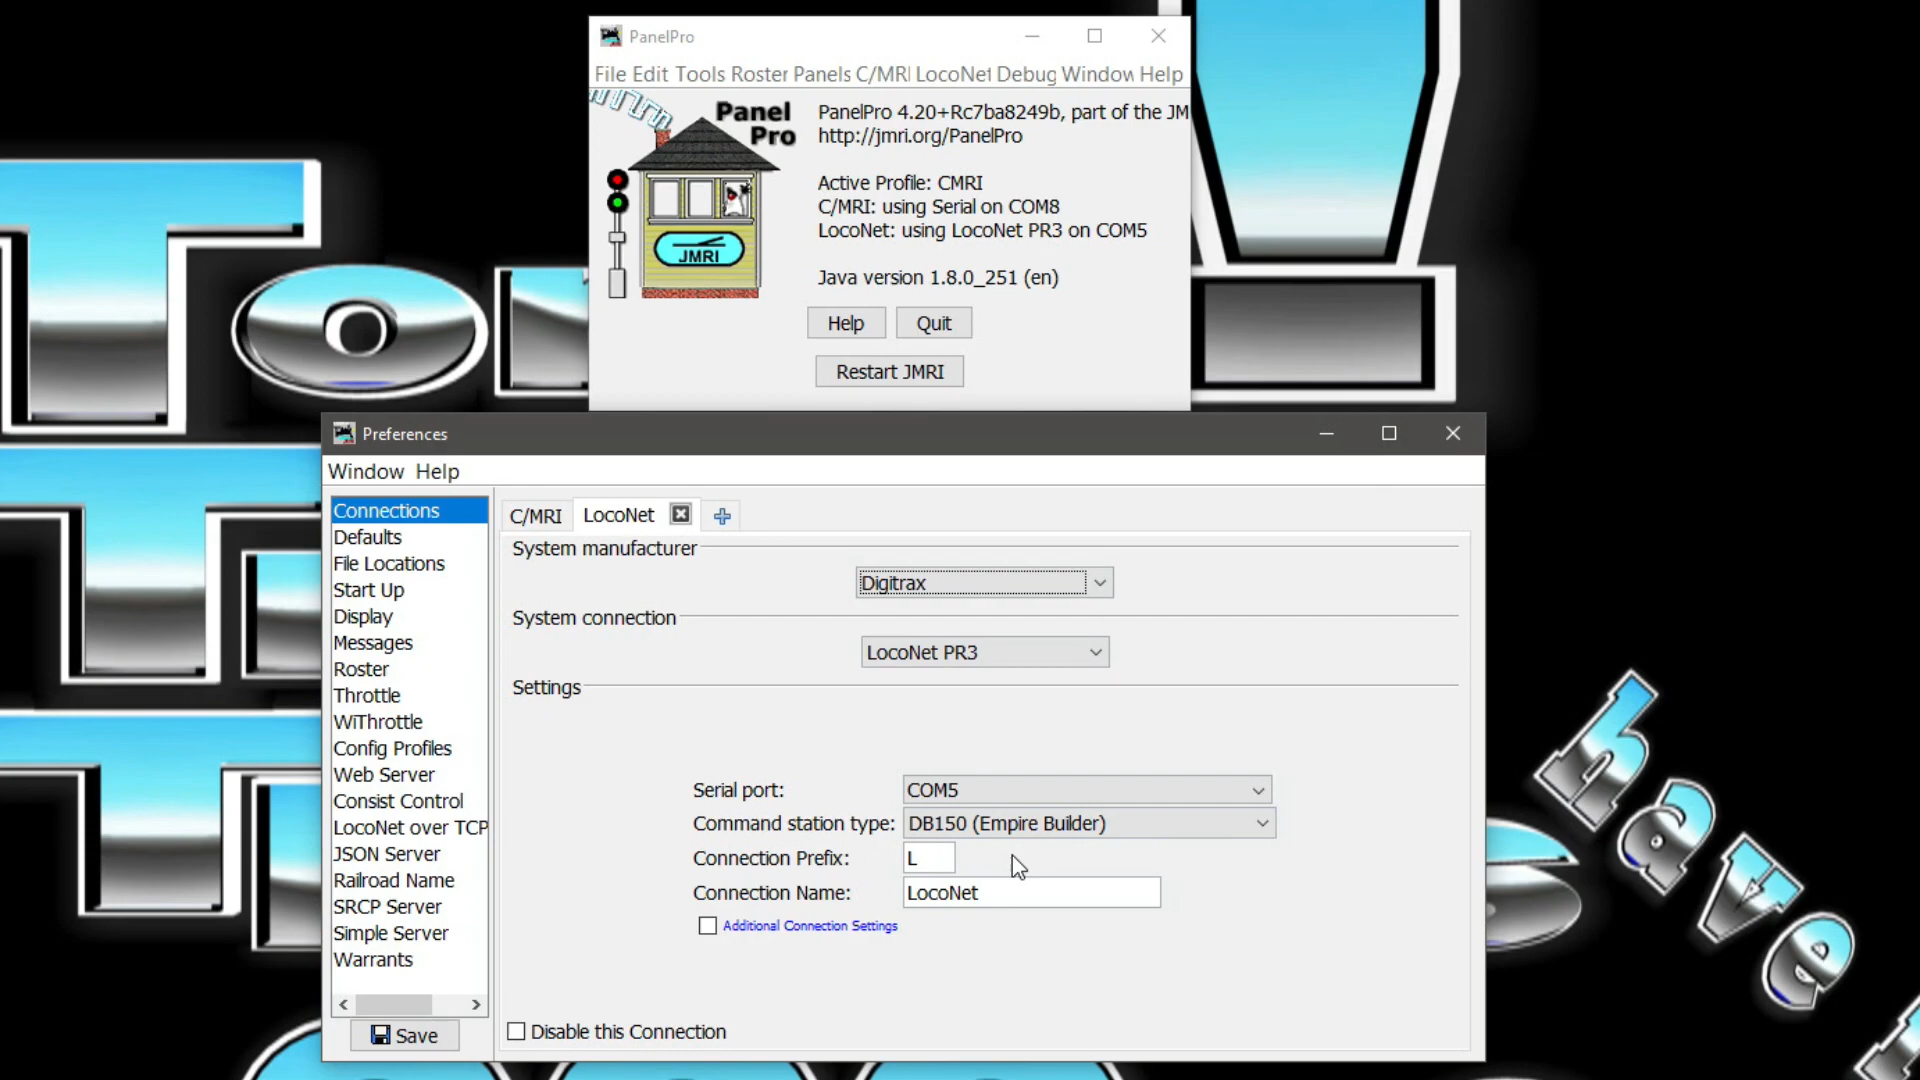 PanelPro
File Edit Tools Roster Panels C/MRI LocoNet Debug Window Help
Panel
Pro
JMRI
PanelPro 4.20+Rc7ba8249b, part of the JM
http://jmri.org/PanelPro
Active Profile: CMRI
C/MRI: using Serial on COM8
LocoNet: using LocoNet PR3 on COM5
Java version 1.8.0_251 (en)
Help Quit
Restart JMRI
Preferences
Window Help
Connections
Defaults
File Locations
Start Up
Display
Messages
Roster
Throttle
WiThrottle
Config Profiles
Web Server
Consist Control
LocoNet over TCP
JSON Server
Railroad Name
SRCP Server
Simple Server
Warrants
Save
C/MRI LocoNet
System manufacturer
Digitrax
System connection
LocoNet PR3
Settings
Serial port: COM5
Command station type: DB150 (Empire Builder)
Connection Prefix: L
Connection Name: LocoNet
Additional Connection Settings
Disable this Connection
have